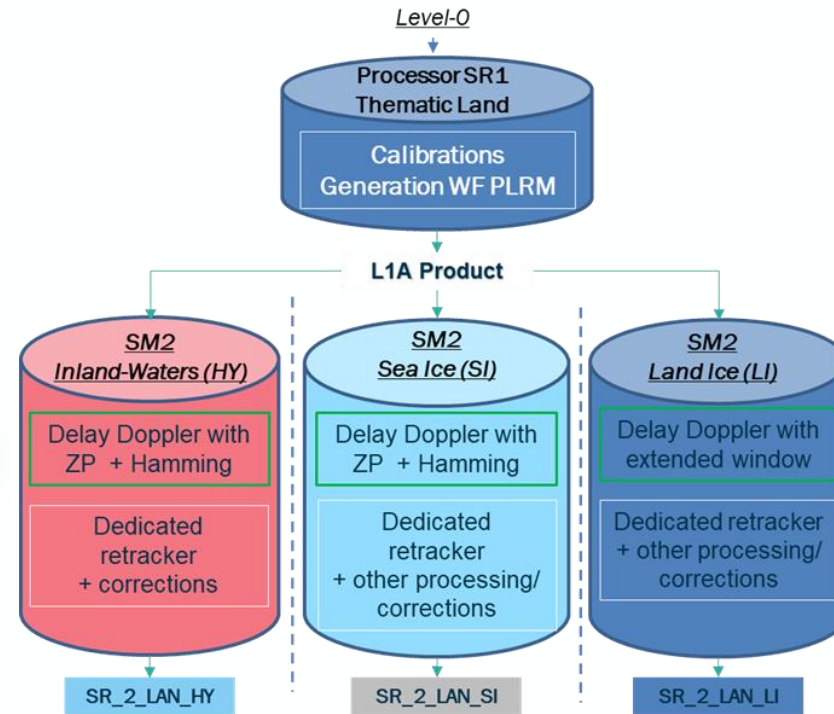 Level-0
Processor SR1
Thematic Land
Calibrations
Generation WF PLRM
L1A Product
SM2
Inland-Waters (HY)
Delay Doppler with
ZP + Hamming
Dedicated
retracker
+ corrections
SR_2_LAN_HY
SM2
Sea Ice (SI)
Delay Doppler with
ZP + Hamming
Dedicated
retracker
+ other processing/
corrections
SR_2_LAN_SI
SM2
Land Ice (LI)
Delay Doppler with
extended window
Dedicated retracker
+ other processing/
corrections
SR_2_LAN_LI